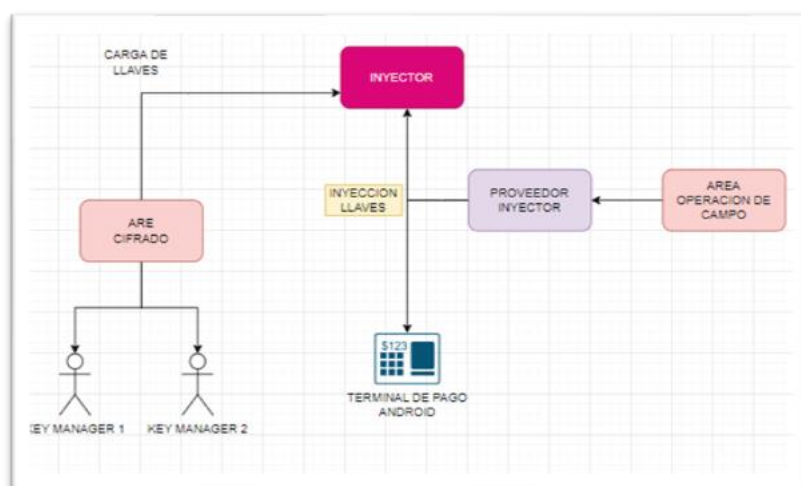 CARGA DE
LLAVES
INYECTOR
INYECCION
LLAVES
PROVEEDOR
INYECTOR
AREA
OPERACION DE
CAMPO
ARE
CIFRADO
$123
TERMINAL DE PAGO
ANDROID
KEY MANAGER 1
KEY MANAGER 2